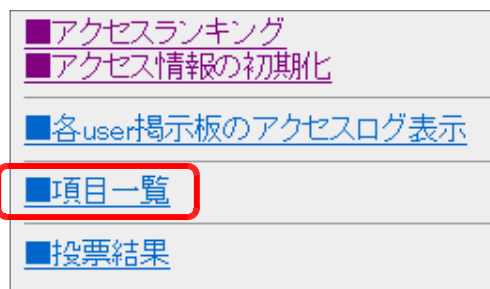 ■アクセスランキング
■アクセス情報の初期化
■各user掲示板のアクセスログ表示
■項目一覧
■投票結果